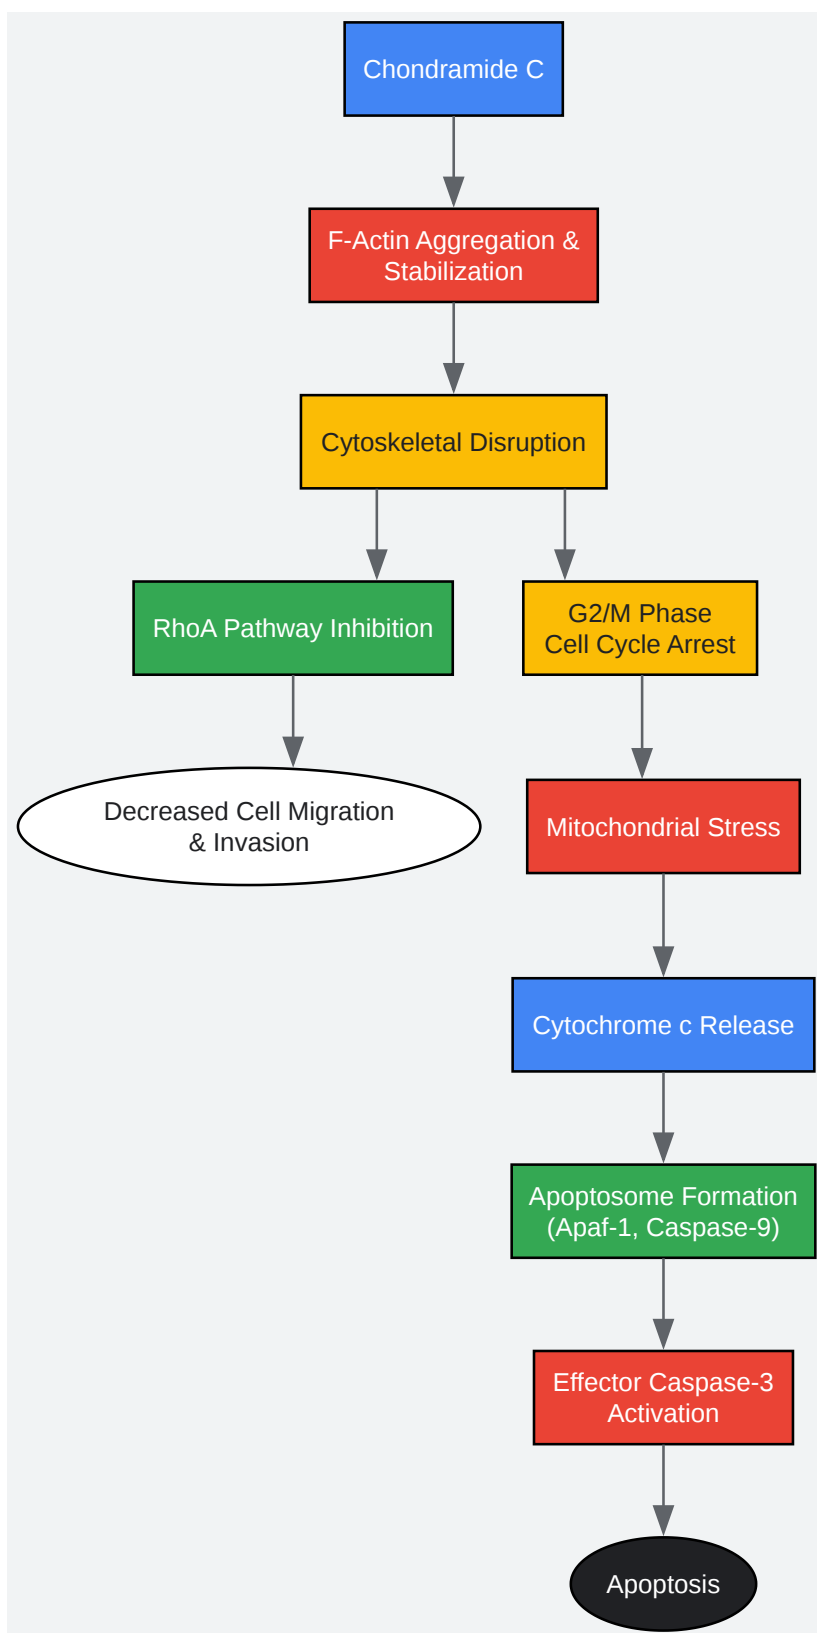 Chondramide C
F-Actin Aggregation &
Stabilization
Cytoskeletal Disruption
RhoA Pathway Inhibition
G2/M Phase
Cell Cycle Arrest
Decreased Cell Migration
& Invasion
Mitochondrial Stress
Cytochrome c Release
Apoptosome Formation
(Apaf-1, Caspase-9)
Effector Caspase-3
Activation
Apoptosis